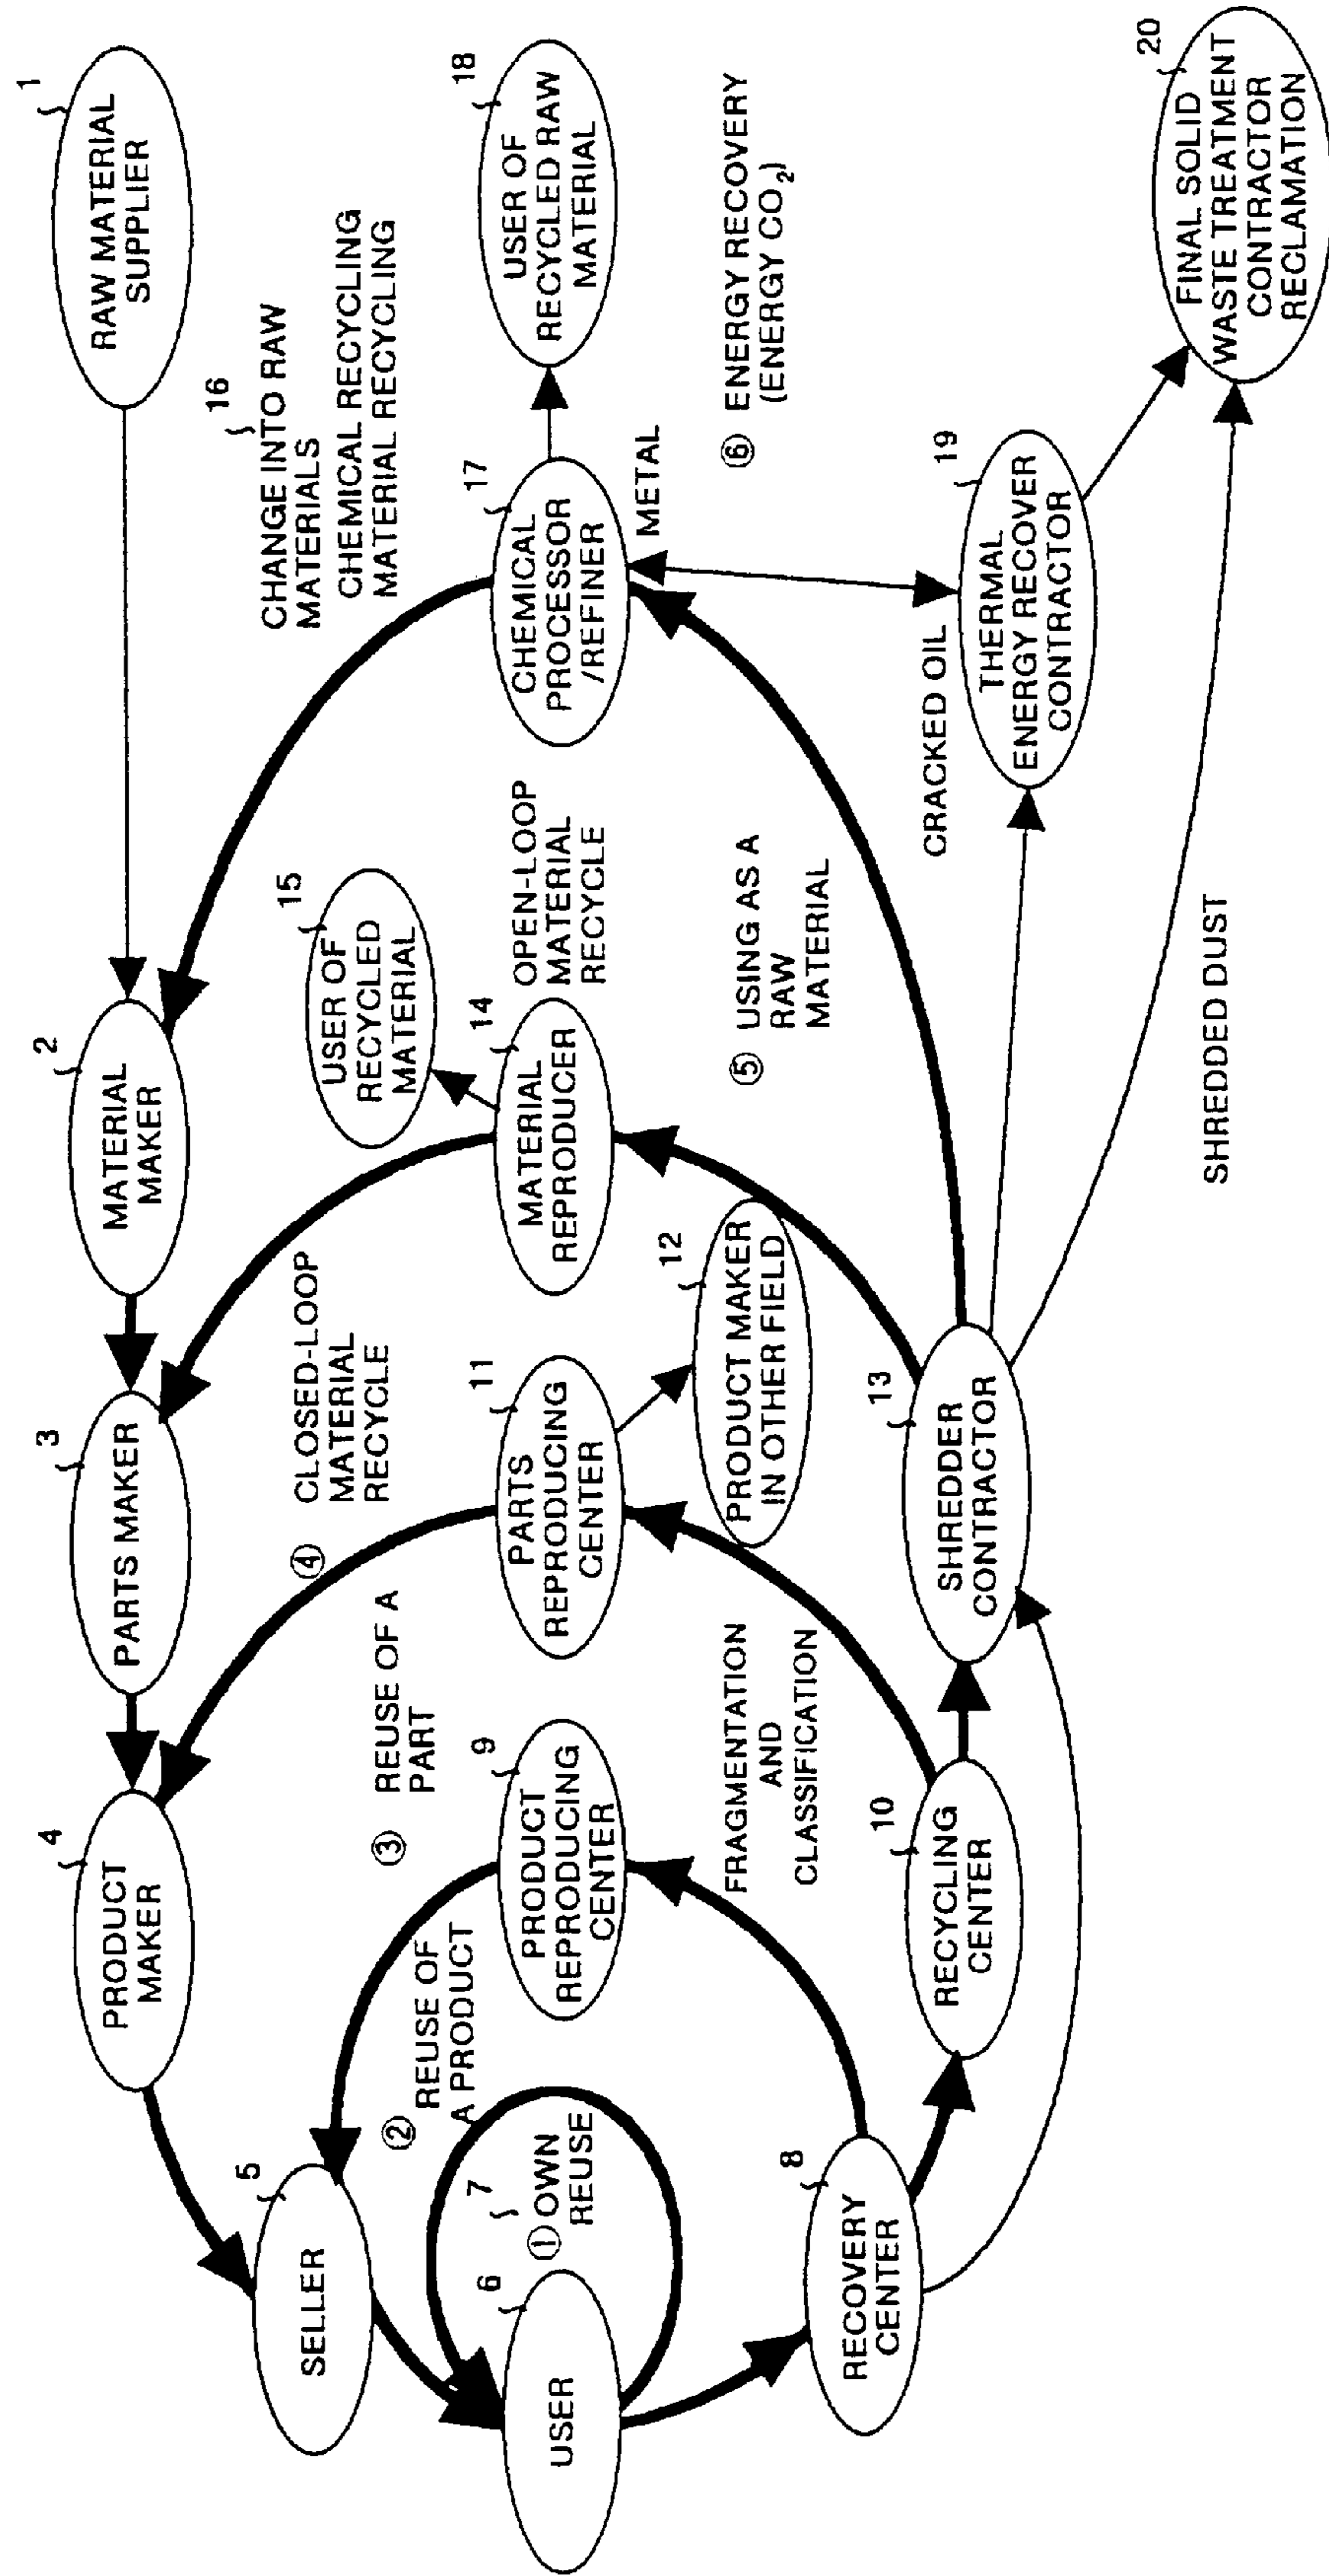 1
RAW MATERIAL
SUPPLIER
2
MATERIAL
MAKER
3
PARTS MAKER
4
PRODUCT
MAKER
5
SELLER
6
USER
7
① OWN
REUSE
② REUSE OF
A PRODUCT
③ REUSE OF A
PART
④ CLOSED-LOOP
MATERIAL
RECYCLE
16
CHANGE INTO RAW
MATERIALS
CHEMICAL RECYCLING
MATERIAL RECYCLING
8
RECOVERY
CENTER
9
PRODUCT
REPRODUCING
CENTER
10
RECYCLING
CENTER
FRAGMENTATION
AND
CLASSIFICATION
11
PARTS
REPRODUCING
CENTER
12
PRODUCT MAKER
IN OTHER FIELD
13
SHREDDER
CONTRACTOR
14
MATERIAL
REPRODUCER
15
USER OF
RECYCLED
MATERIAL
OPEN-LOOP
MATERIAL
RECYCLE
⑤ USING AS A
RAW
MATERIAL
17
CHEMICAL
PROCESSOR
/REFINER
18
USER OF
RECYCLED RAW
MATERIAL
METAL
⑥ ENERGY RECOVERY
(ENERGY CO₂)
CRACKED OIL
19
THERMAL
ENERGY RECOVER
CONTRACTOR
SHREDDED DUST
20
FINAL SOLID
WASTE TREATMENT
CONTRACTOR
RECLAMATION